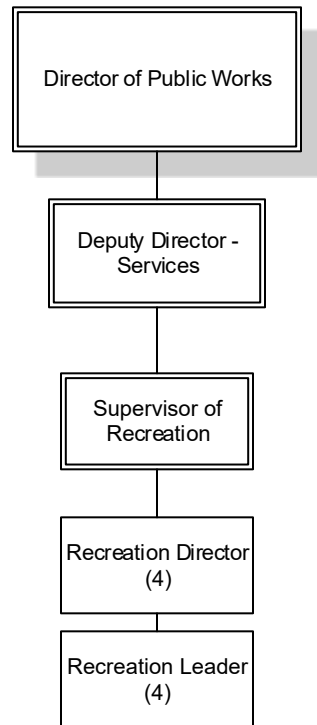 Director of Public Works
Deputy Director -
Services
Supervisor of
Recreation
Recreation Director
(4)
Recreation Leader
(4)